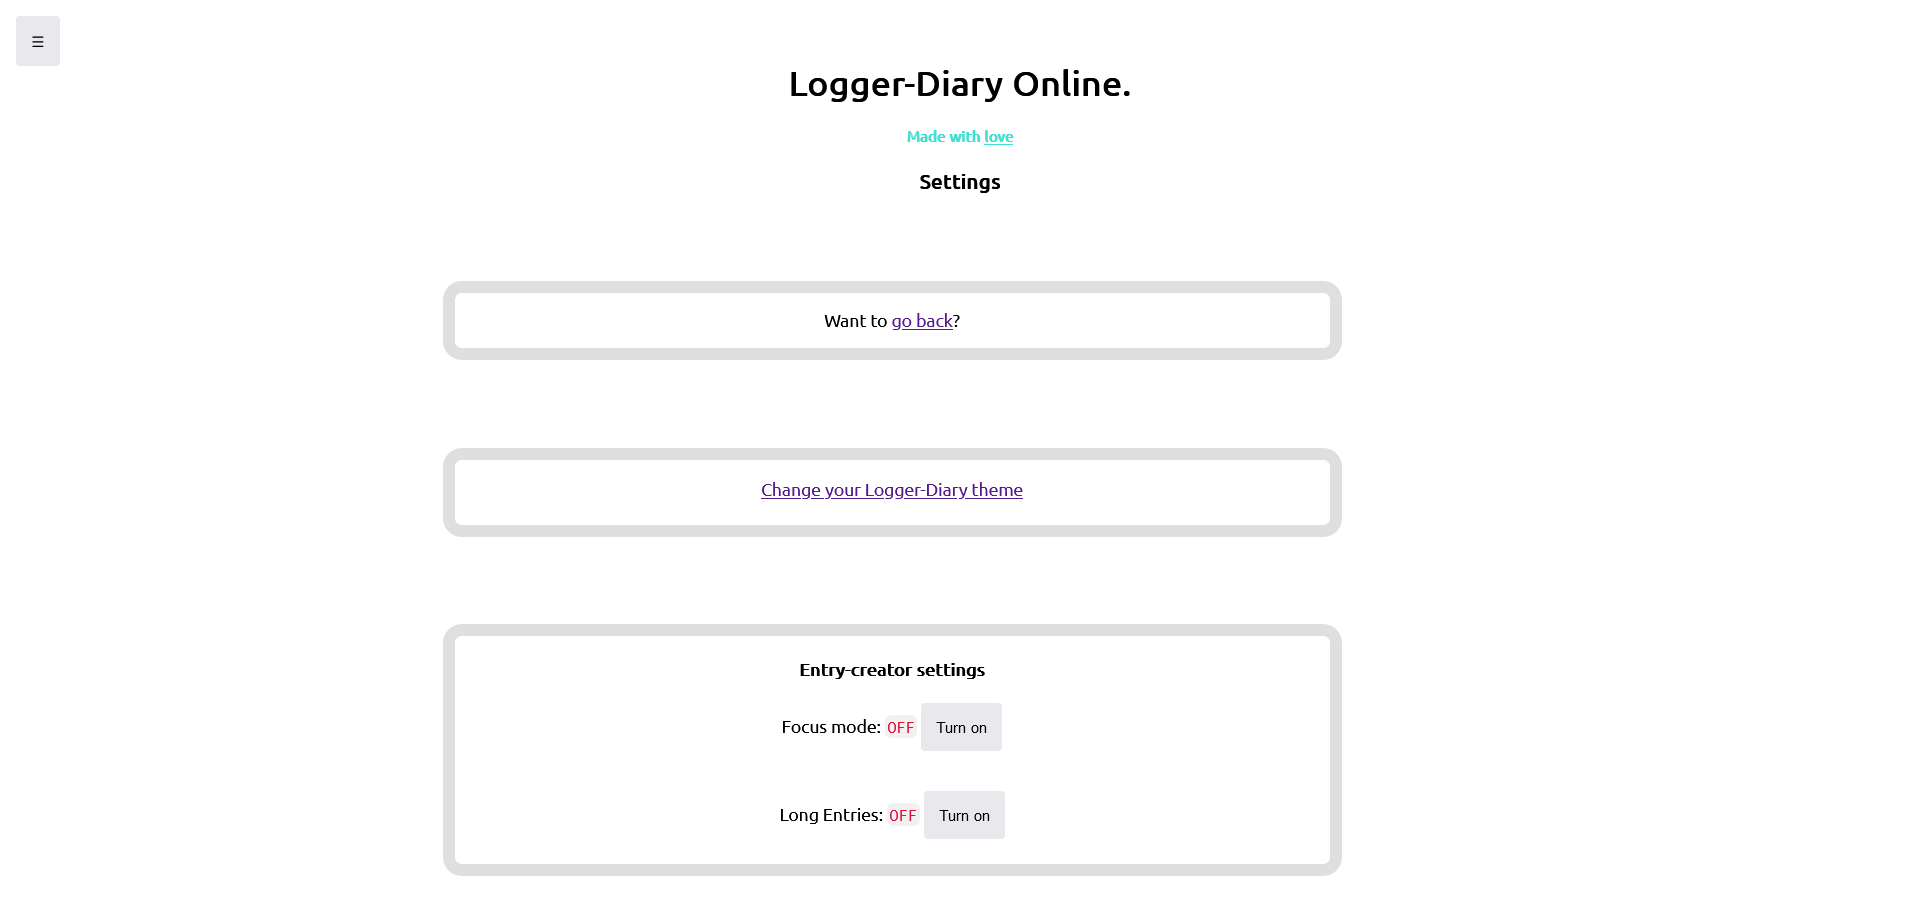 ☰
Logger-Diary Online.
Made with love
Settings
Want to go back?
Change your Logger-Diary theme
Entry-creator settings
Focus mode: OFF Turn on
Long Entries: OFF Turn on